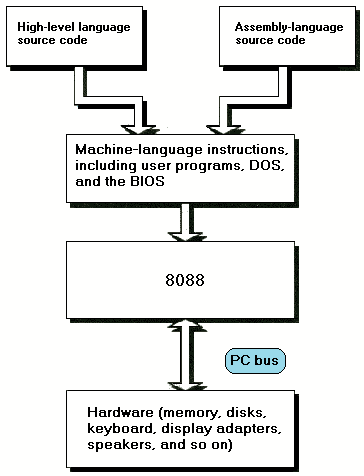 High-level language
source code
Assembly-language
source code
Machine-language instructions,
including user programs, DOS,
and the BIOS
8088
PC bus
Hardware (memory, disks,
keyboard, display adapters,
speakers, and so on)